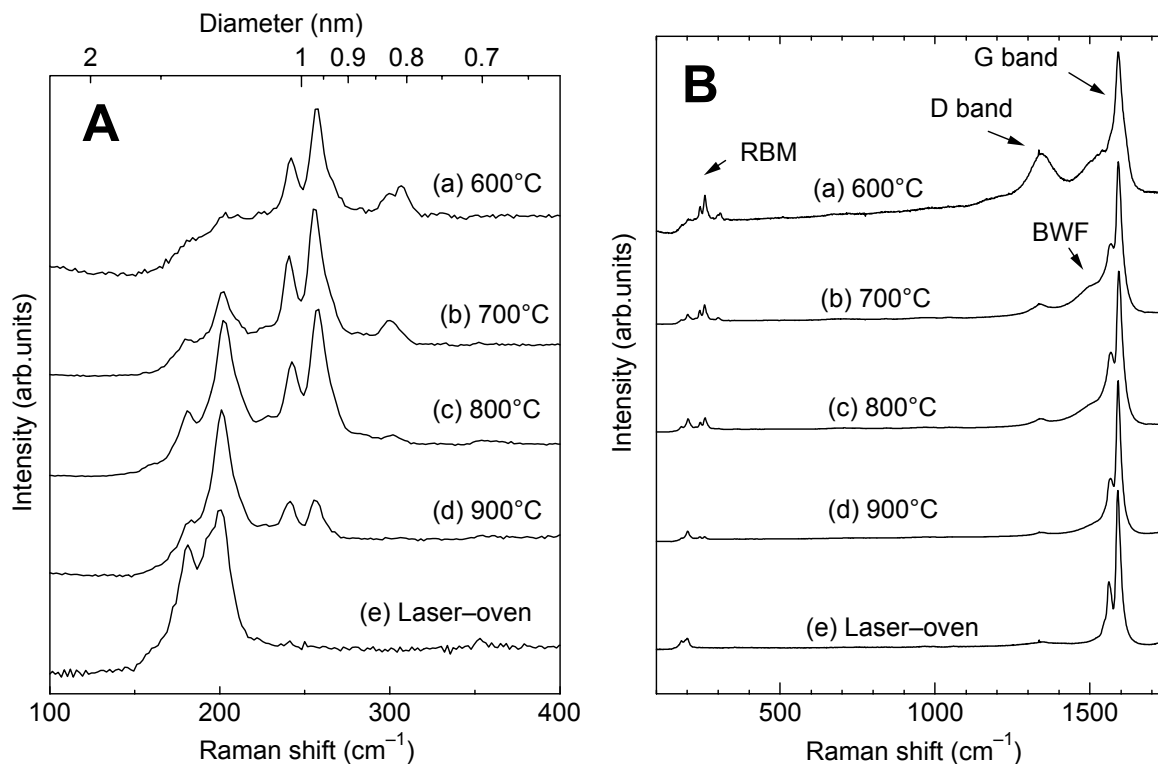 Diameter (nm)
2 1 0.9 0.8 0.7
A
(a) 600°C
(b) 700°C
(c) 800°C
(d) 900°C
(e) Laser–oven
Intensity (arb.units)
100 200 300 400
Raman shift (cm⁻¹)
B
G band
D band
RBM
(a) 600°C
BWF
(b) 700°C
(c) 800°C
(d) 900°C
(e) Laser–oven
Intensity (arb.units)
500 1000 1500
Raman shift (cm⁻¹)